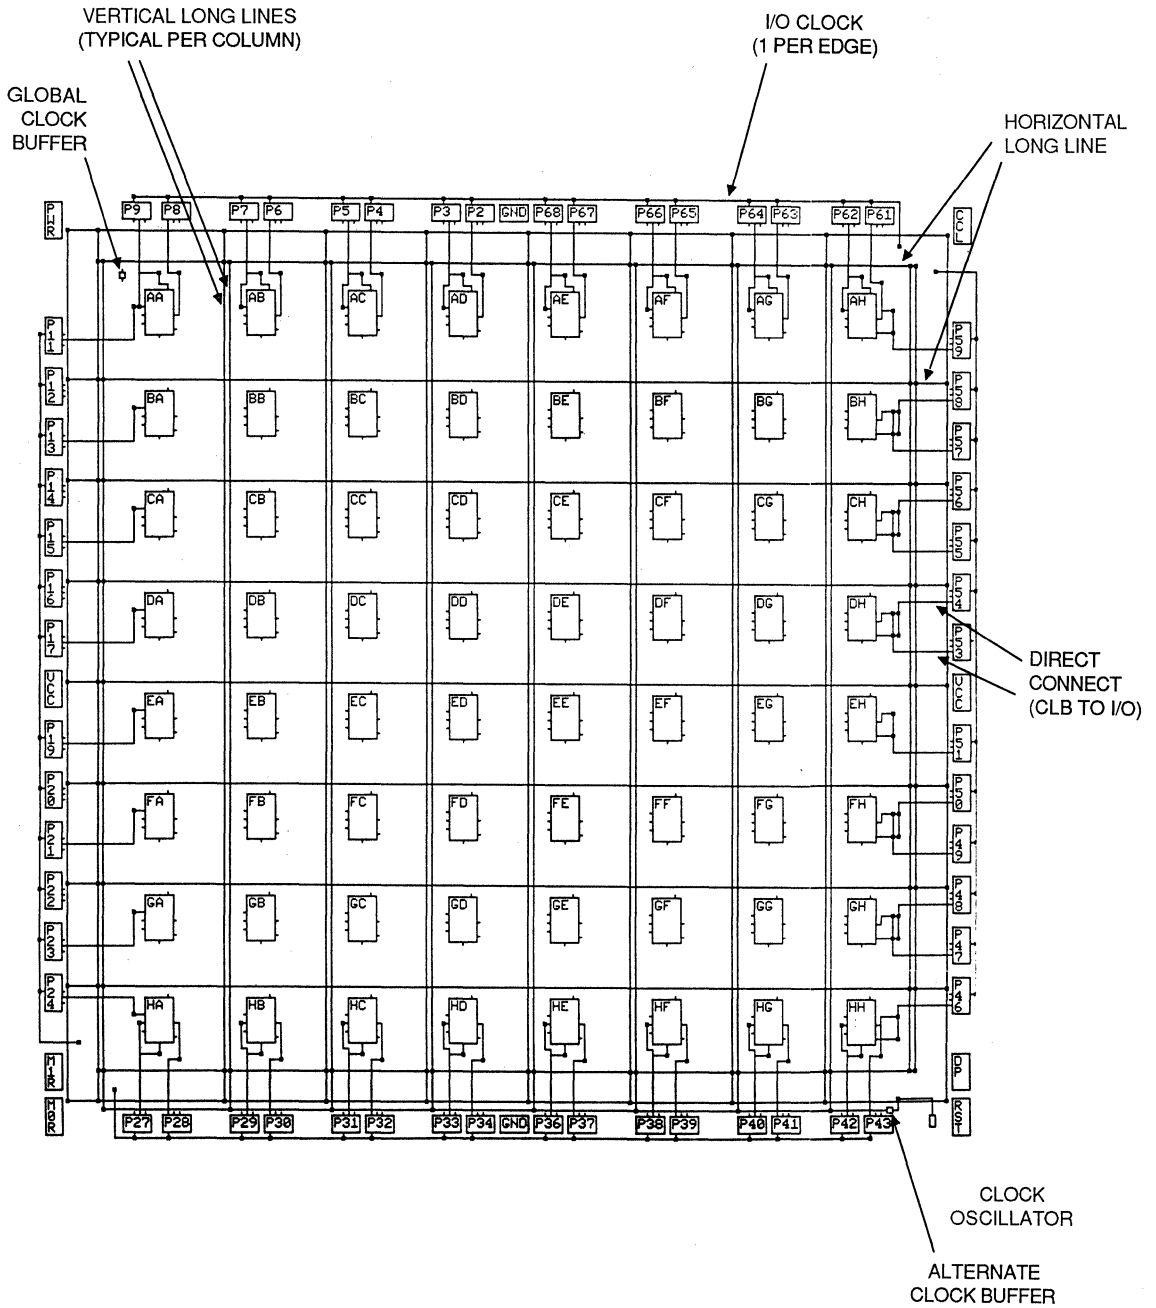 VERTICAL LONG LINES
(TYPICAL PER COLUMN)
I/O CLOCK
(1 PER EDGE)
GLOBAL
CLOCK
BUFFER
HORIZONTAL
LONG LINE
PWR
P9 P8 P7 P6 P5 P4 P3 P2 GND P68 P67 P66 P65 P64 P63 P62 P61
CCL
AA AB AC AD AE AF AG AH
P11
P59
P12
P58
BA BB BC BD BE BF BG BH
P13
P57
P14
P56
CA CB CC CD CE CF CG CH
P15
P55
P16
P54
DA DB DC DD DE DF DG DH
P17
P53
DIRECT
CONNECT
(CLB TO I/O)
VCC
VCC
EA EB EC ED EE EF EG EH
P19
P51
P20
P50
FA FB FC FD FE FF FG FH
P21
P49
P22
P48
GA GB GC GD GE GF GG GH
P23
P47
P24
P46
HA HB HC HD HE HF HG HH
M1R
DP
M0R
P27 P28 P29 P30 P31 P32 P33 P34 GND P36 P37 P38 P39 P40 P41 P42 P43
RST
CLOCK
OSCILLATOR
ALTERNATE
CLOCK BUFFER